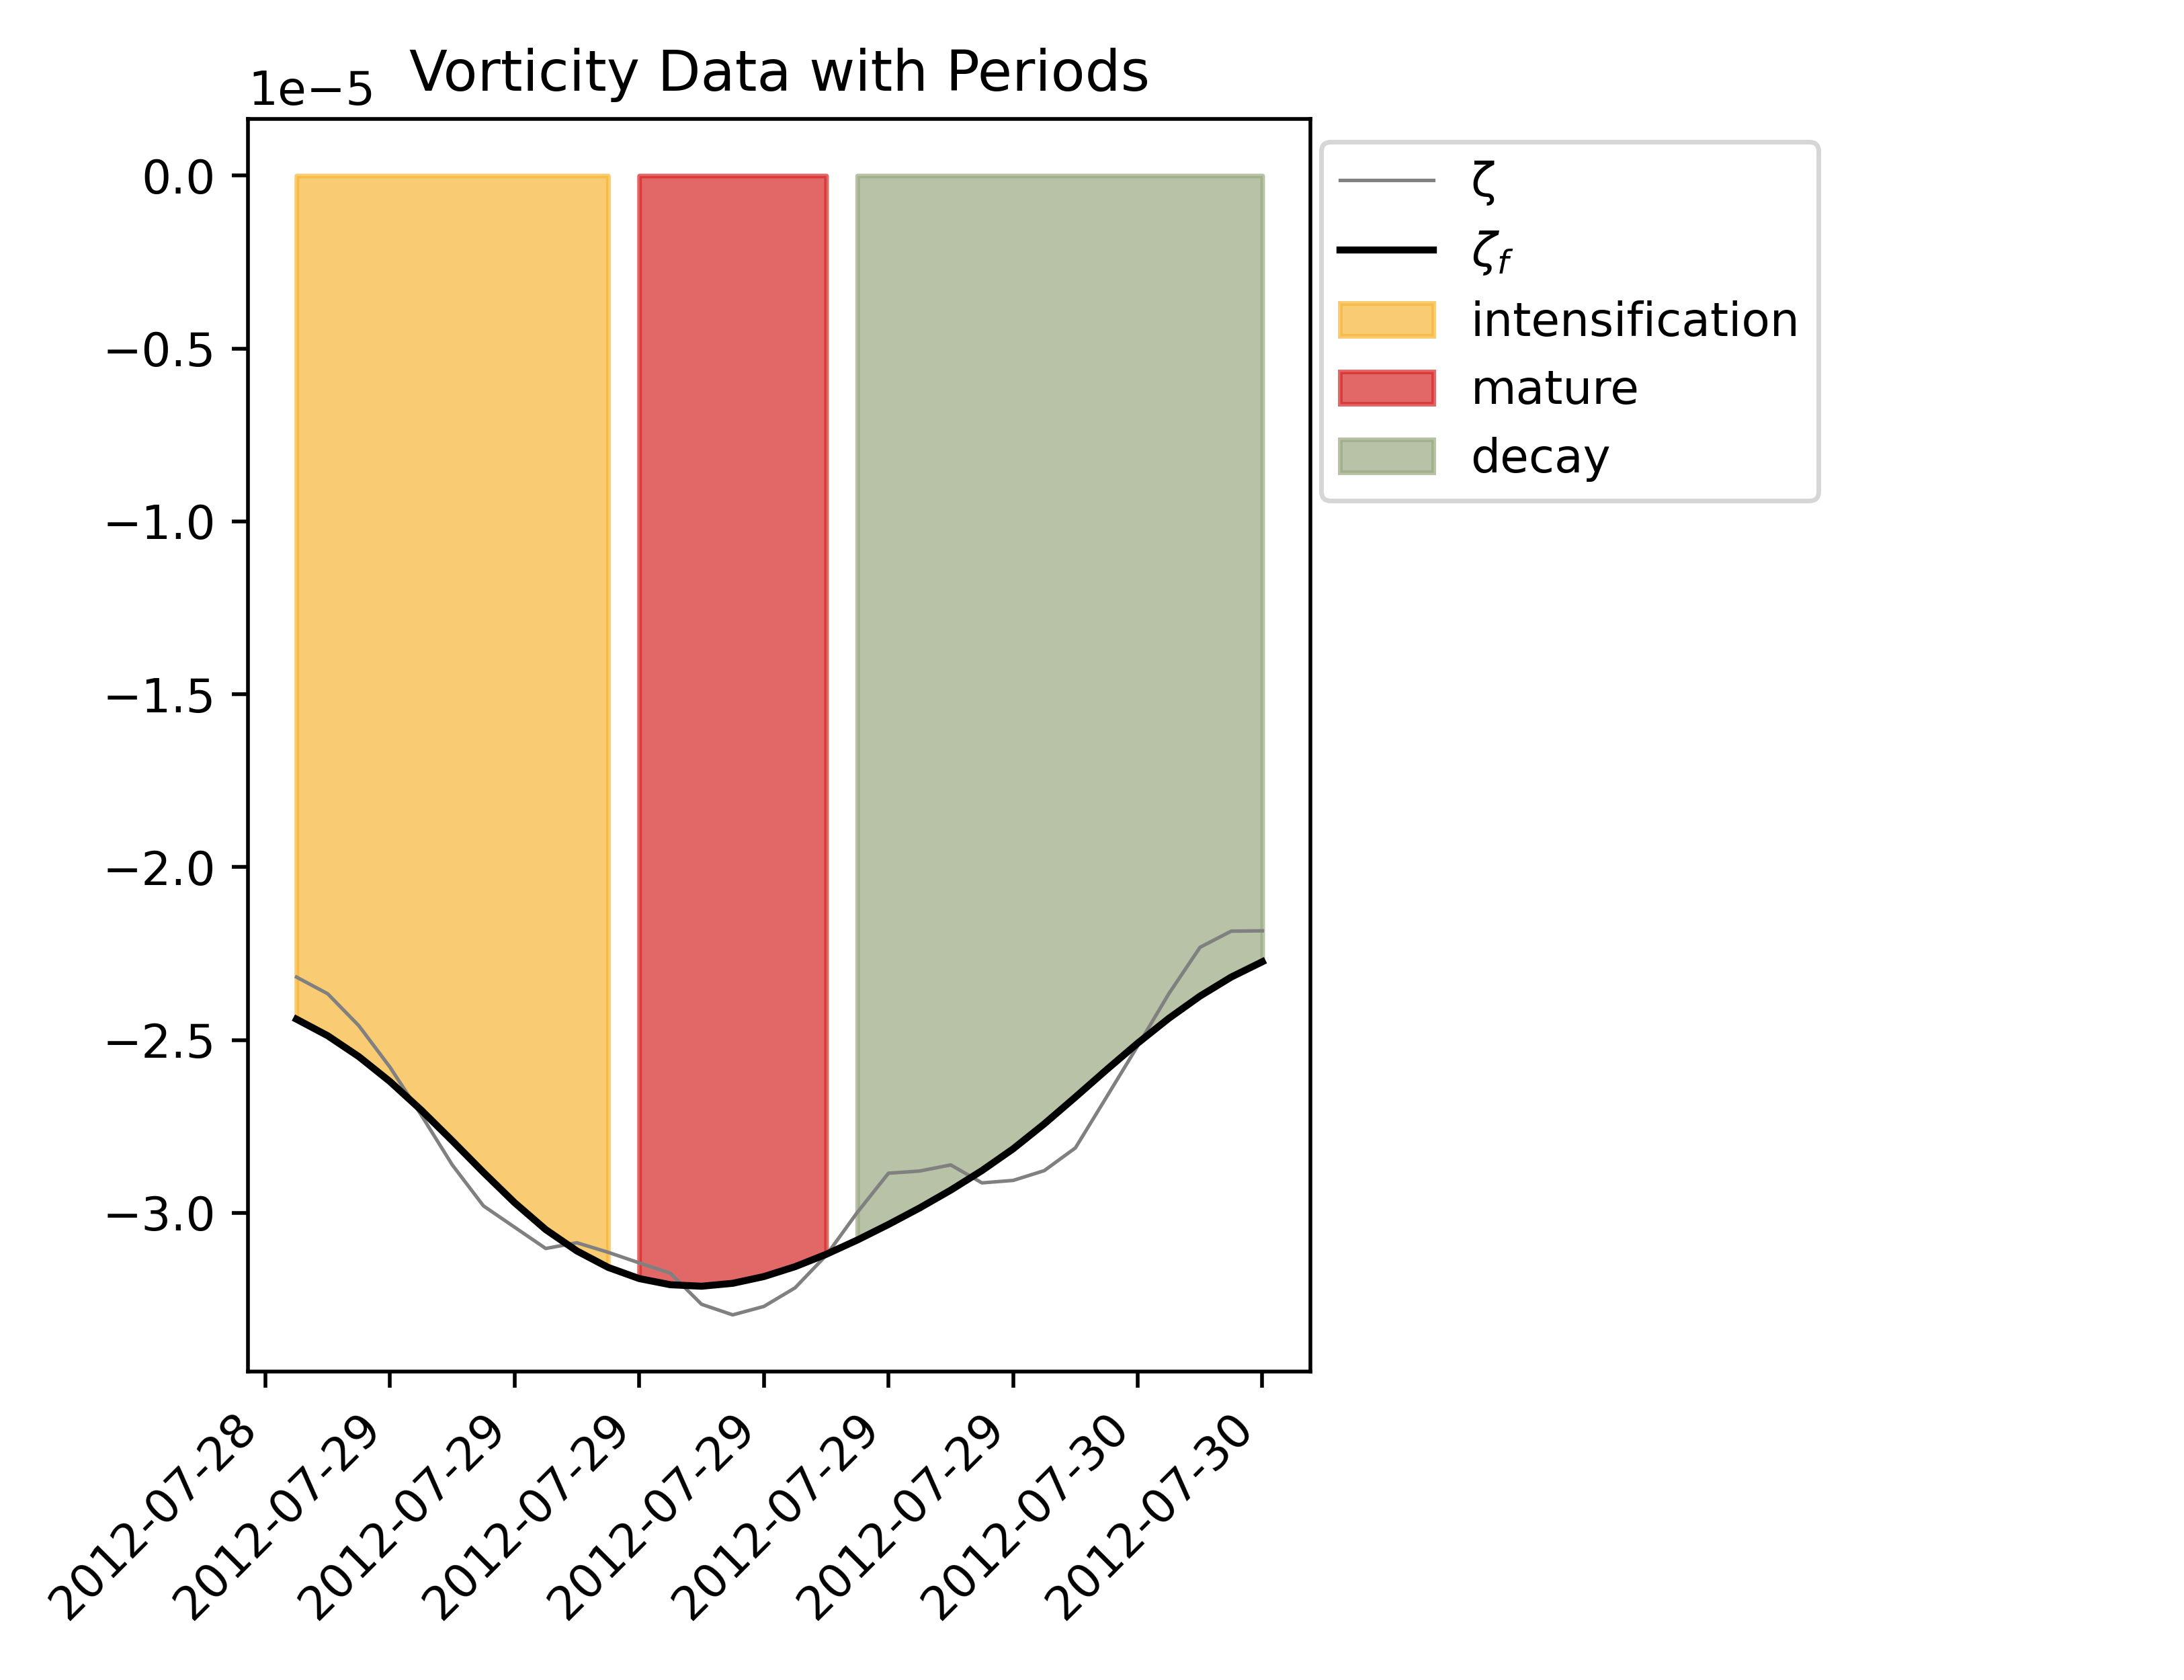 Vorticity Data with Periods
1e−5
0.0
−0.5
−1.0
−1.5
−2.0
−2.5
−3.0
2012-07-28
2012-07-29
2012-07-29
2012-07-29
2012-07-29
2012-07-29
2012-07-29
2012-07-30
2012-07-30
ζ
ζf
intensification
mature
decay